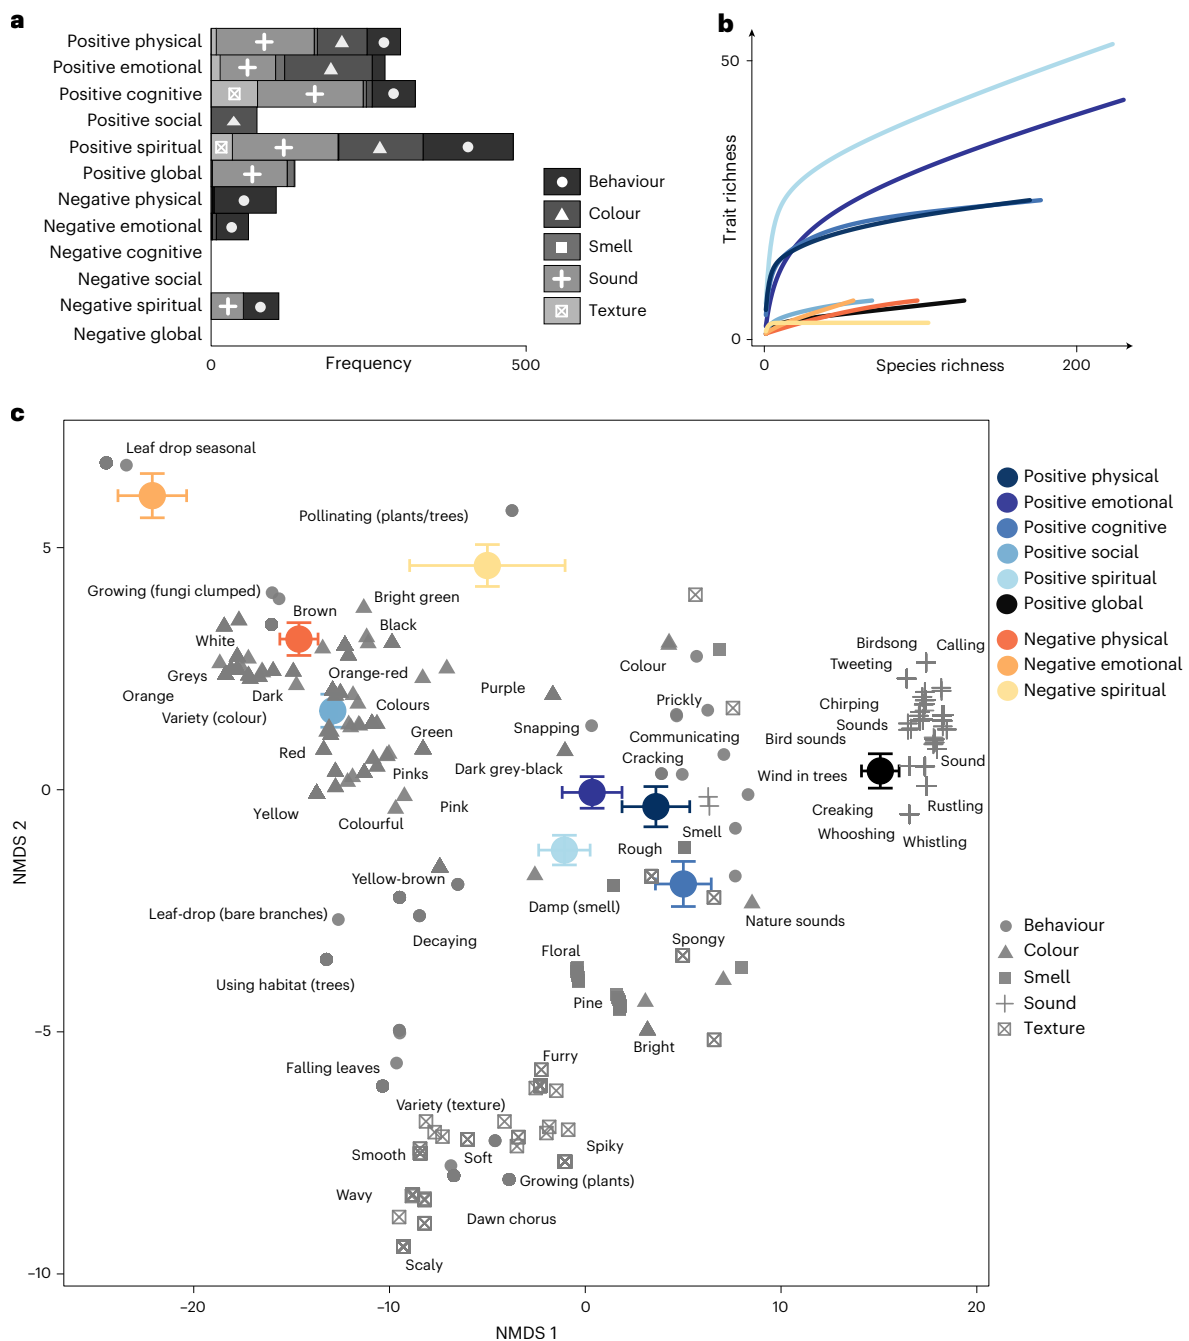 a
Positive physical
Positive emotional
Positive cognitive
Positive social
Positive spiritual
Positive global
Negative physical
Negative emotional
Negative cognitive
Negative social
Negative spiritual
Negative global
0
Frequency
500
Behaviour
Colour
Smell
Sound
Texture
b
50
Trait richness
0
0
Species richness
200
c
Leaf drop seasonal
Pollinating (plants/trees)
5
Growing (fungi clumped)
Bright green
Brown
Black
White
Greys
Orange-red
Orange
Dark
Colours
Variety (colour)
Green
Red
Pinks
Yellow
Pink
Colourful
Colour
Purple
Prickly
Snapping
Communicating
Cracking
Dark grey-black
Birdsong
Calling
Tweeting
Chirping
Sounds
Bird sounds
Sound
Wind in trees
Creaking
Rustling
Whooshing
Whistling
0
Smell
Rough
Yellow-brown
Damp (smell)
Leaf-drop (bare branches)
Nature sounds
Decaying
Spongy
Floral
Using habitat (trees)
Pine
−5
Bright
Furry
Falling leaves
Variety (texture)
Spiky
Smooth
Soft
Growing (plants)
Wavy
Dawn chorus
Scaly
−10
NMDS 2
−20
−10
0
10
20
NMDS 1
Positive physical
Positive emotional
Positive cognitive
Positive social
Positive spiritual
Positive global
Negative physical
Negative emotional
Negative spiritual
Behaviour
Colour
Smell
Sound
Texture